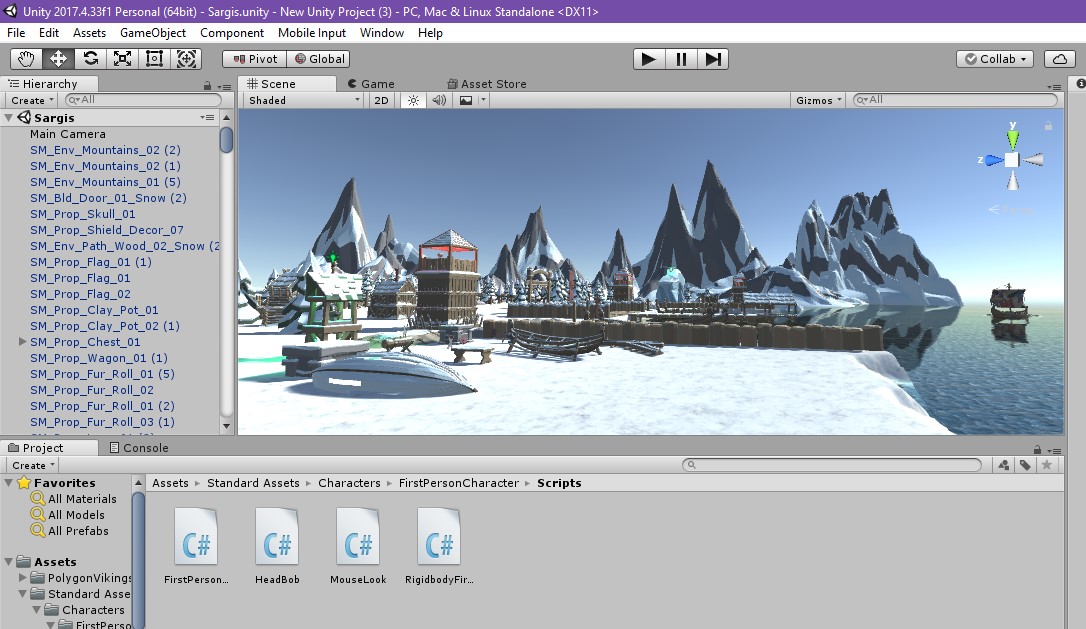 Unity 2017.4.33f1 Personal (64bit) - Sargis.unity - New Unity Project (3) - PC, Mac & Linux Standalone <DX11>
File Edit Assets GameObject Component Mobile Input Window Help
Pivot Global Collab
Hierarchy
Create All
Sargis
Main Camera
SM_Env_Mountains_02 (2)
SM_Env_Mountains_02 (1)
SM_Env_Mountains_01 (5)
SM_Bld_Door_01_Snow (2)
SM_Prop_Skull_01
SM_Prop_Shield_Decor_07
SM_Env_Path_Wood_02_Snow (2
SM_Prop_Flag_01 (1)
SM_Prop_Flag_01
SM_Prop_Flag_02
SM_Prop_Clay_Pot_01
SM_Prop_Clay_Pot_02 (1)
SM_Prop_Chest_01
SM_Prop_Wagon_01 (1)
SM_Prop_Fur_Roll_01 (5)
SM_Prop_Fur_Roll_02
SM_Prop_Fur_Roll_01 (2)
SM_Prop_Fur_Roll_03 (1)
Scene Game Asset Store
Shaded 2D Gizmos All
y
z
Project Console
Create
Favorites
All Materials
All Models
All Prefabs
Assets
PolygonVikings
Standard Asse
Characters
FirstPerso
Assets Standard Assets Characters FirstPersonCharacter Scripts
C# C# C# C#
FirstPerson... HeadBob MouseLook RigidbodyFir...